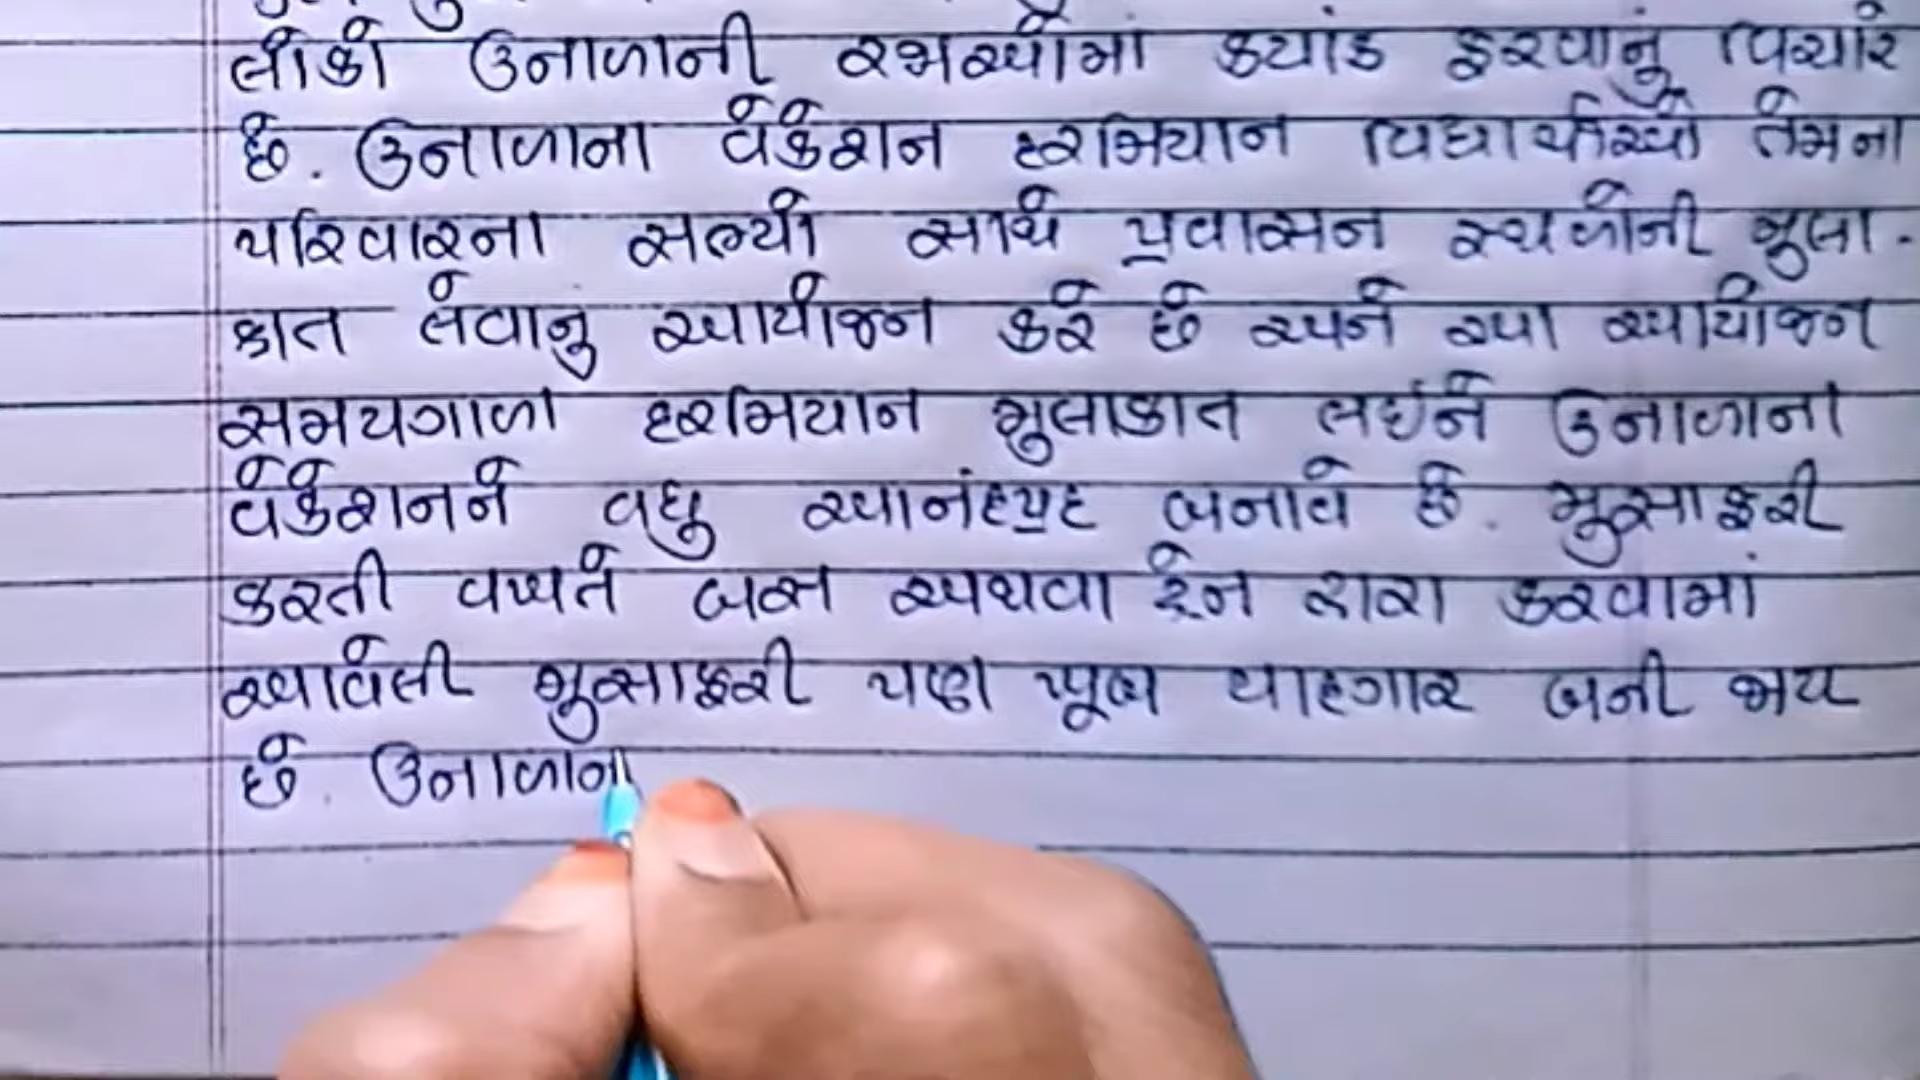 લોકો ઉનાળાની રજાઓમાં ક્યાંક ફરવાનું વિચારે
છે. ઉનાળાના વેકેશન દરમિયાન વિદ્યાર્થીઓ તેમના
પરિવારના સભ્યો સાથે પ્રવાસન સ્થળોની મુલા-
કાત લેવાનુ આયોજન કરે છે અને આ આયોજન
સમયગાળા દરમિયાન મુલાકાત લઈને ઉનાળાના
વેકેશનને વધુ આનંદપ્રદ બનાવે છે. મુસાફરી
કરતી વખતે બસ અથવા ટ્રેન દ્વારા કરવામાં
આવેલી મુસાફરી પણ ખૂબ યાદગાર બની જાય
છે. ઉનાળાના